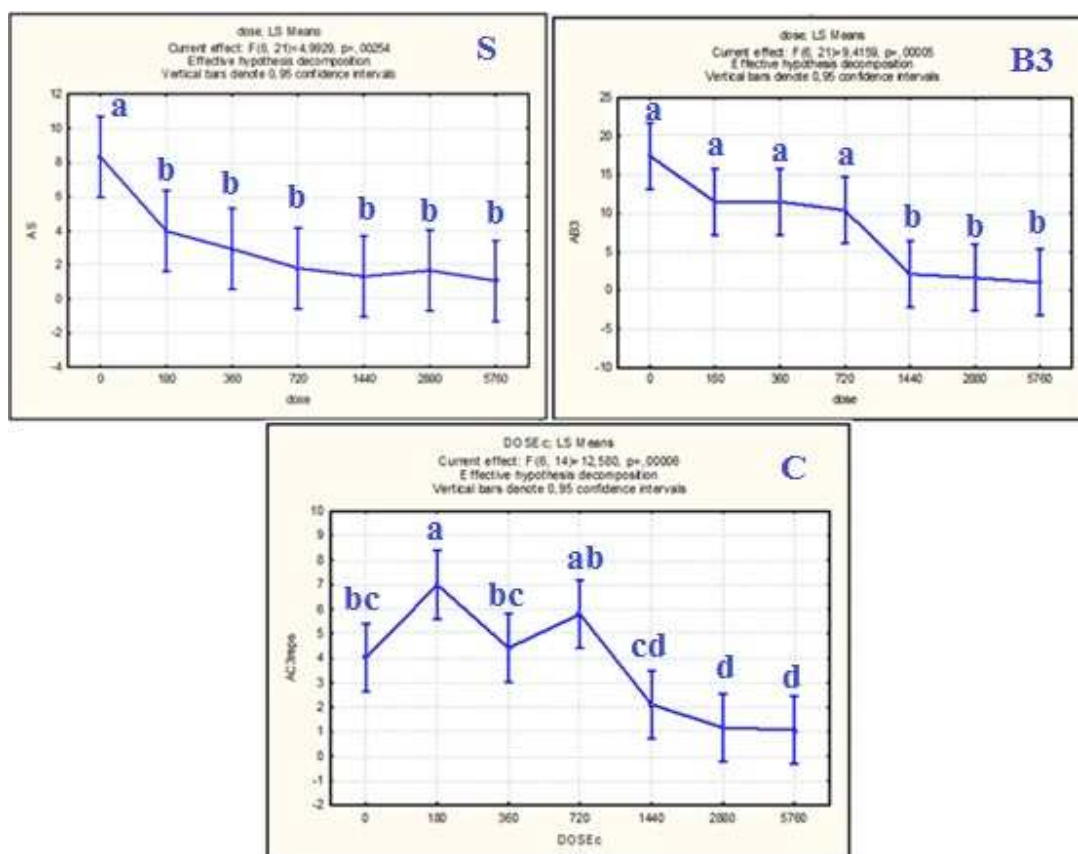 dose; LS Means
Current effect: F(6, 21)=4,9929, p=,00254
Effective hypothesis decomposition
Vertical bars denote 0,95 confidence intervals
S
a
b b b b b b
12
10
8
6
4
2
0
-2
-4
AS
0 180 360 720 1440 2880 5760
dose
dose; LS Means
Current effect: F(6, 21)=9,4159, p=,00005
Effective hypothesis decomposition
Vertical bars denote 0,95 confidence intervals
B3
a a a a b b b
25
20
15
10
5
0
-5
-10
AB3
0 180 360 720 1440 2880 5760
dose
DOSEc; LS Means
Current effect: F(6, 14)=12,580, p=,00006
Effective hypothesis decomposition
Vertical bars denote 0,95 confidence intervals
C
bc a bc ab cd d d
10
9
8
7
6
5
4
3
2
1
0
-1
-2
AC3reps
0 180 360 720 1440 2880 5760
DOSEc